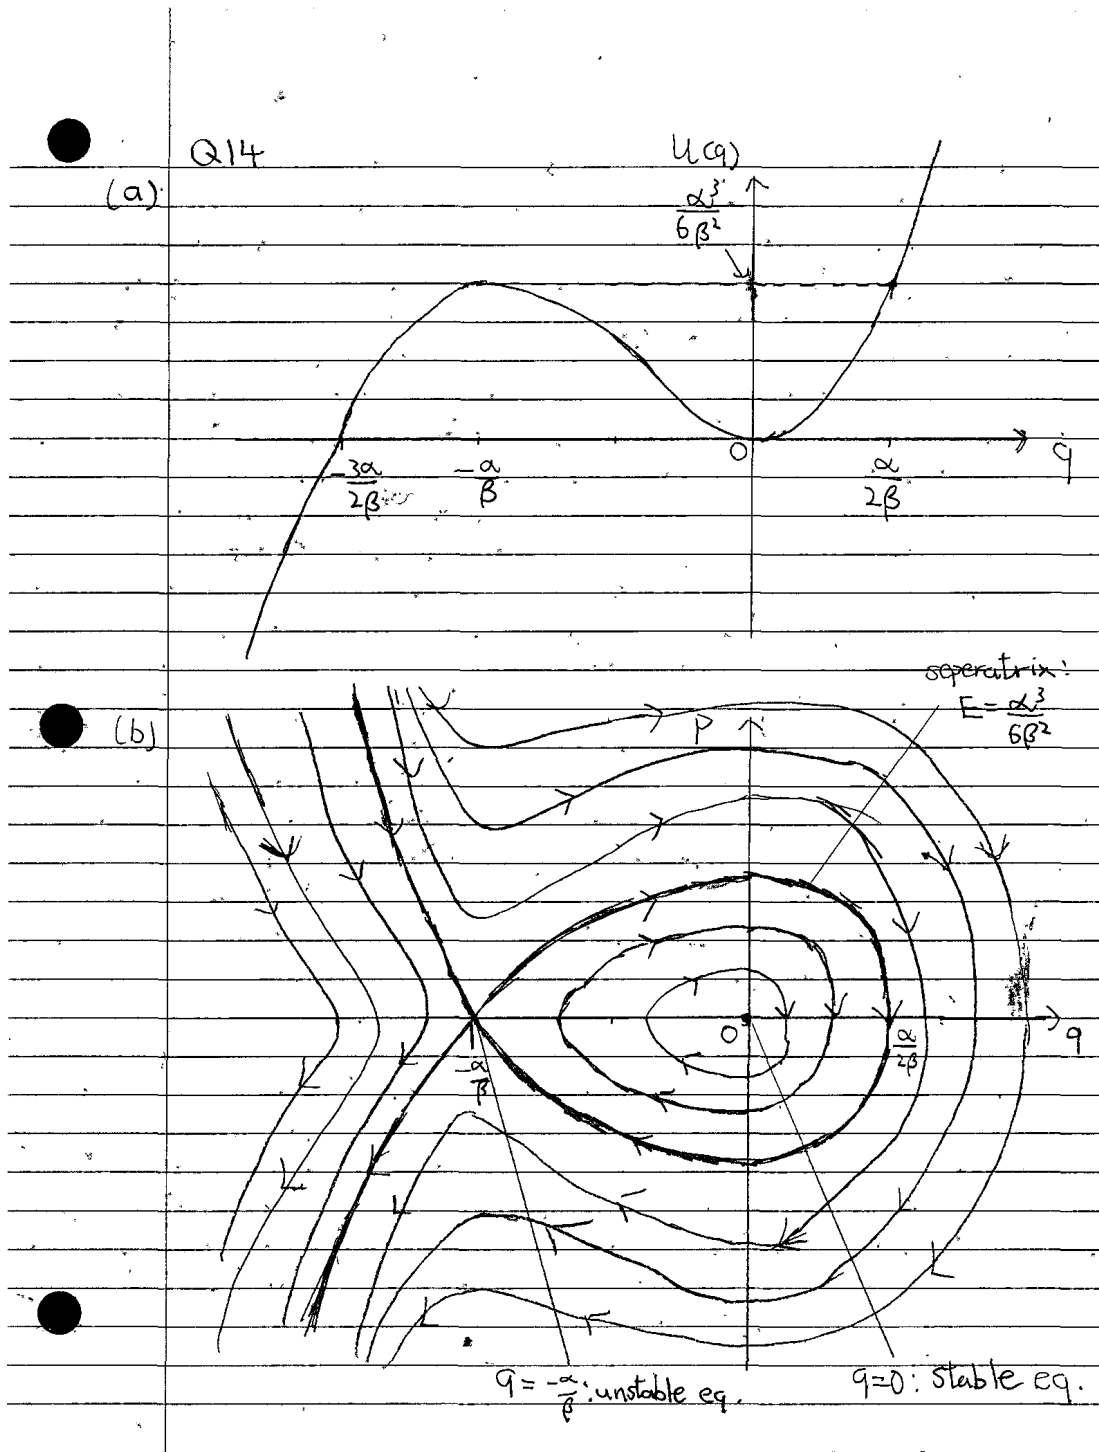 Q14
(a)
U(q)
α³/6β²
-3α/2β
-α/β
0
α/2β
q
seperatrix:
E = α³/6β²
(b)
P
0
α/2β
q
-α/β
q = -α/β : unstable eq.
q=0 : stable eq.